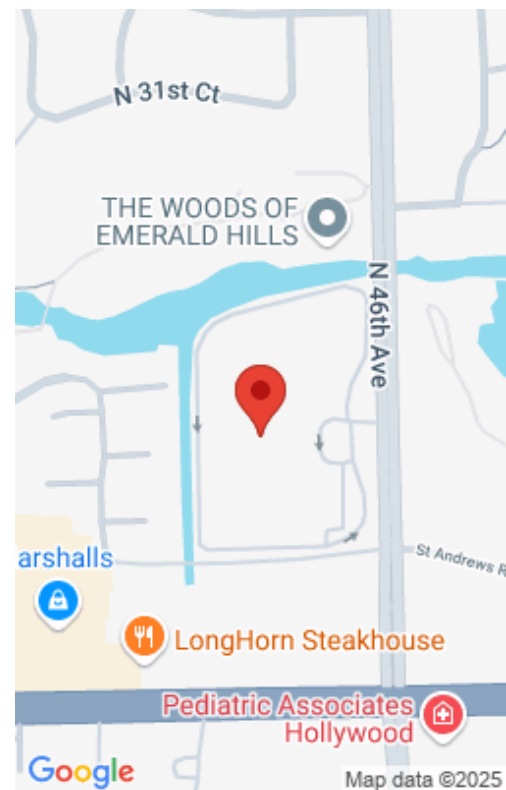 N 31st Ct
THE WOODS OF
EMERALD HILLS
N 46th Ave
arshalls
St Andrews R
LongHorn Steakhouse
Pediatric Associates
Hollywood
Google
Map data ©2025